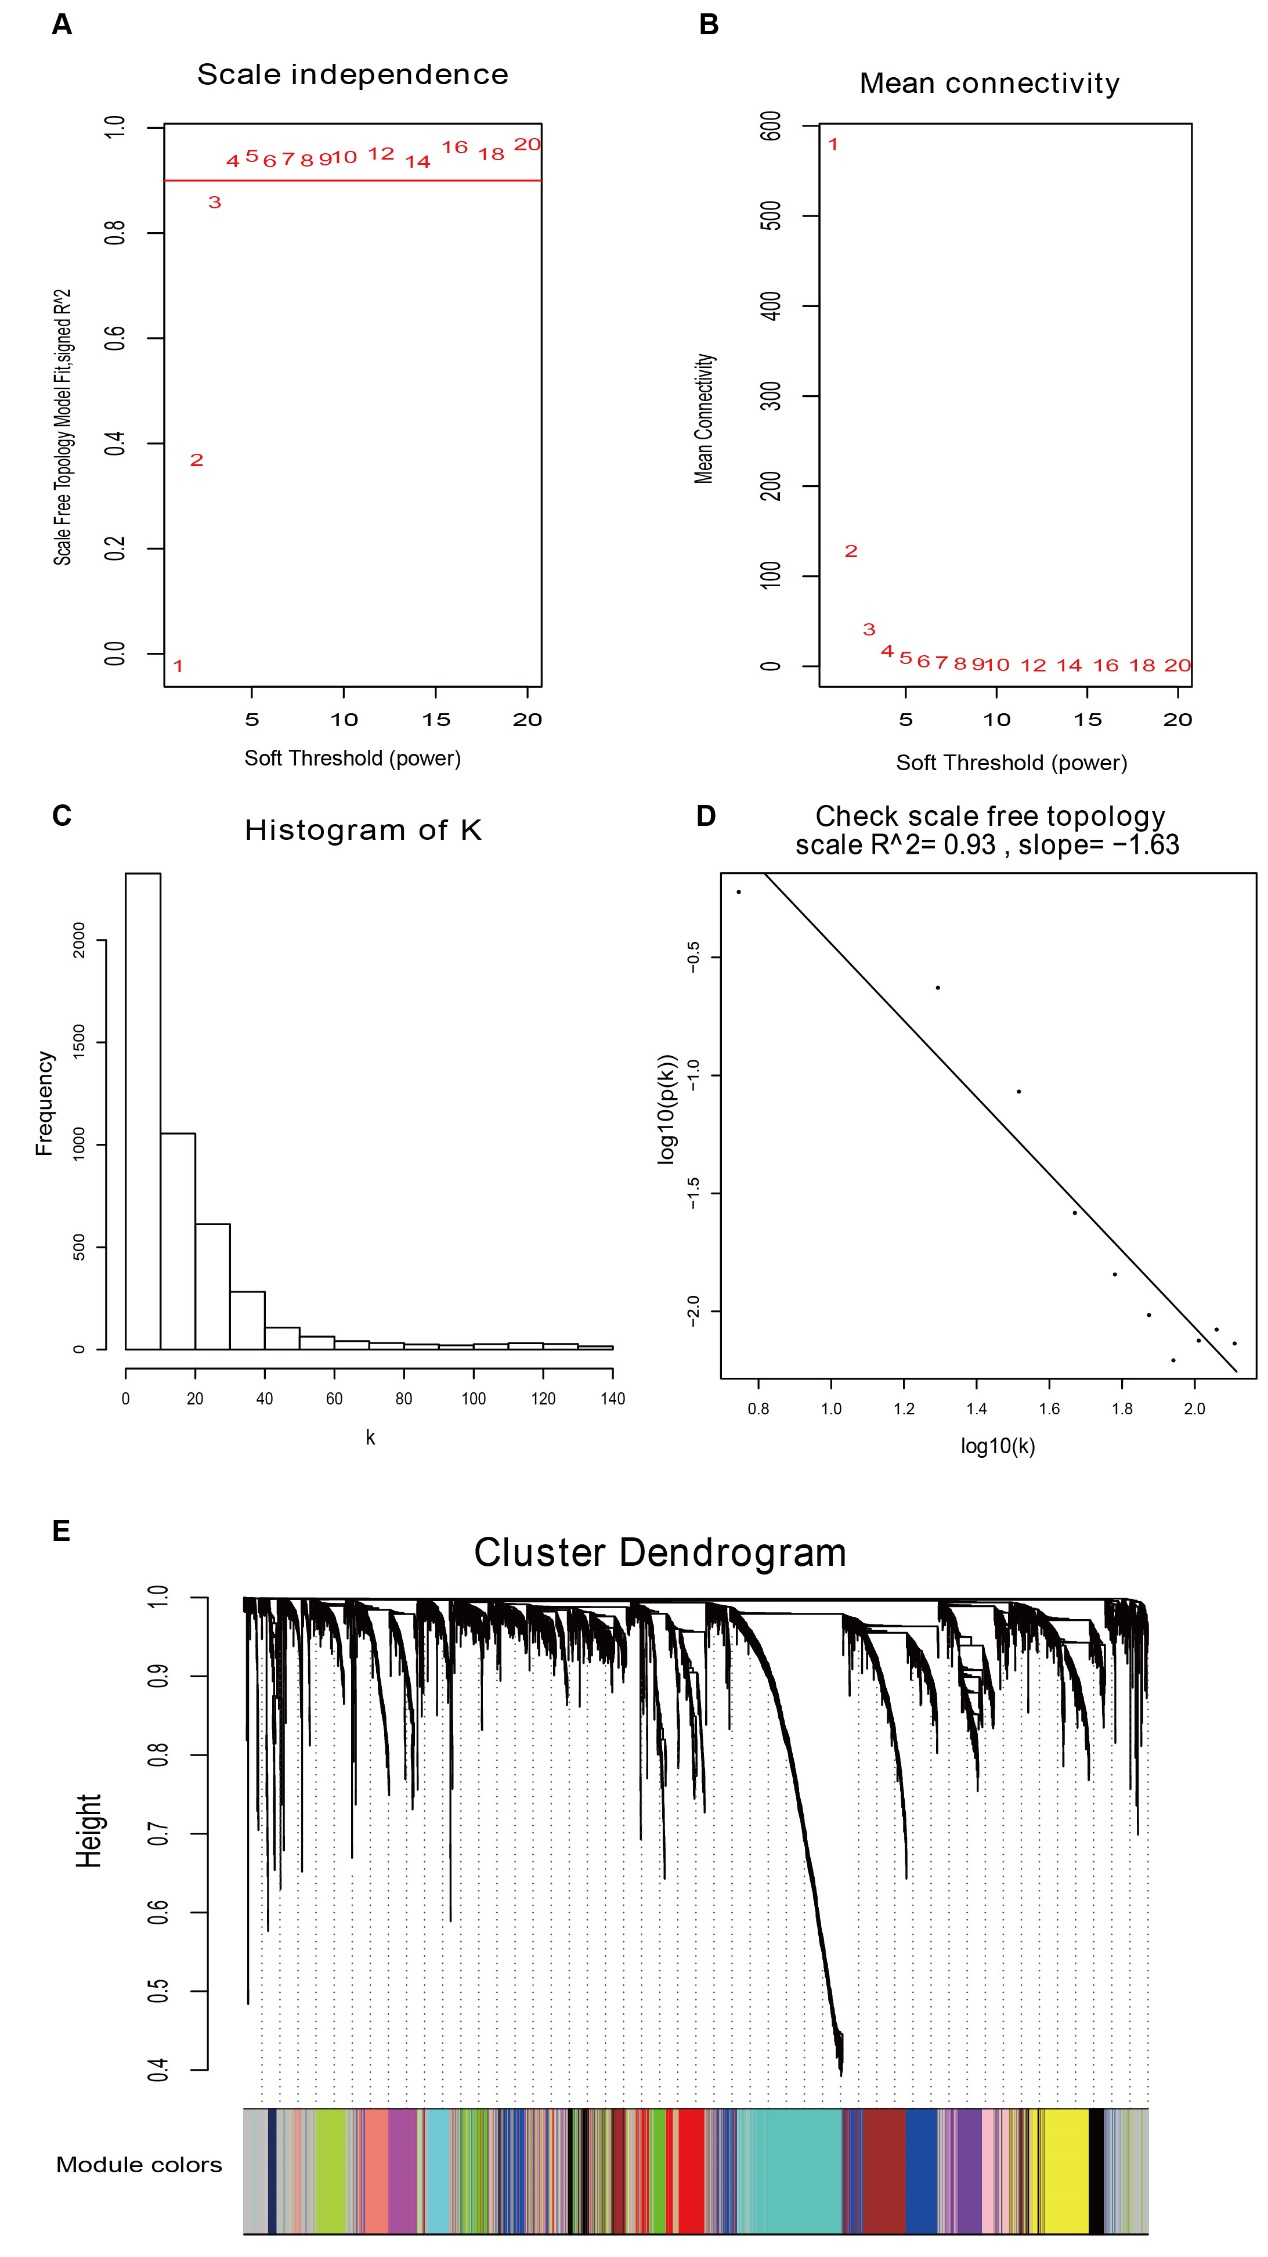 A
Scale independence
Scale Free Topology Model Fit,signed R^2
1.0
0.8
0.6
0.4
0.2
0.0
1
2
3
4 5 6 7 8 9 10 12 14 16 18 20
5 10 15 20
Soft Threshold (power)
B
Mean connectivity
Mean Connectivity
600
500
400
300
200
100
0
1
2
3
4 5 6 7 8 9 10 12 14 16 18 20
5 10 15 20
Soft Threshold (power)
C
Histogram of K
Frequency
2000
1500
1000
500
0
0 20 40 60 80 100 120 140
k
D
Check scale free topology
scale R^2= 0.93 , slope= −1.63
log10(p(k))
−0.5
−1.0
−1.5
−2.0
0.8 1.0 1.2 1.4 1.6 1.8 2.0
log10(k)
E
Cluster Dendrogram
Height
1.0
0.9
0.8
0.7
0.6
0.5
0.4
Module colors